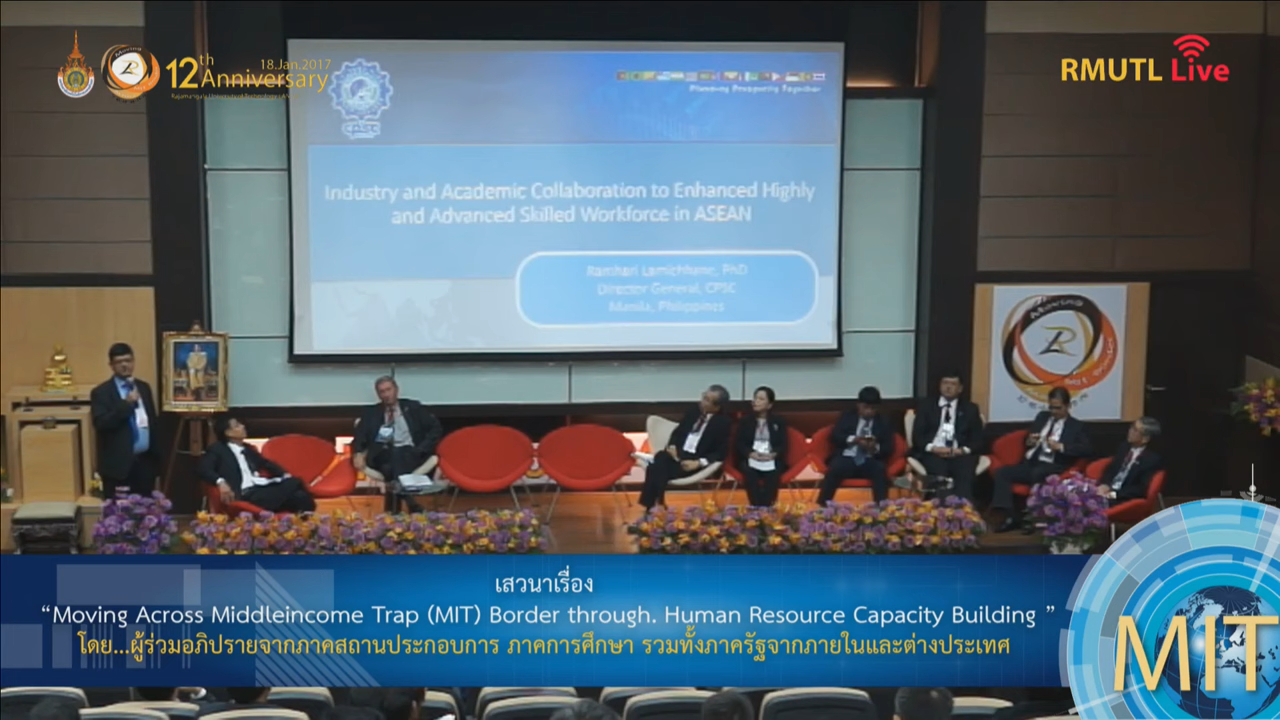 12th Anniversary
18.Jan.2017
RMUTL Live
cpsc
Industry and Academic Collaboration to Enhanced Highly
and Advanced Skilled Workforce in ASEAN
Ramhari Lamichhane, PhD
Director General, CPSC
Manila, Philippines
เสวนาเรื่อง
“Moving Across Middleincome Trap (MIT) Border through. Human Resource Capacity Building ”
โดย...ผู้ร่วมอภิปรายจากภาคสถานประกอบการ ภาคการศึกษา รวมทั้งภาครัฐจากภายในและต่างประเทศ
MIT